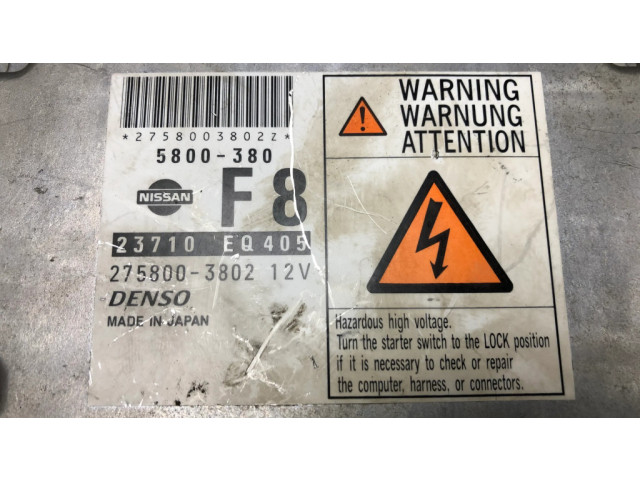 *2758003802Z*
5800-380
NISSAN
F8
23710 EQ405
275800-3802 12V
DENSO
MADE IN JAPAN
WARNING
WARNUNG
ATTENTION
Hazardous high voltage.
Turn the starter switch to the LOCK position
if it is necessary to check or repair
the computer, harness, or connectors.